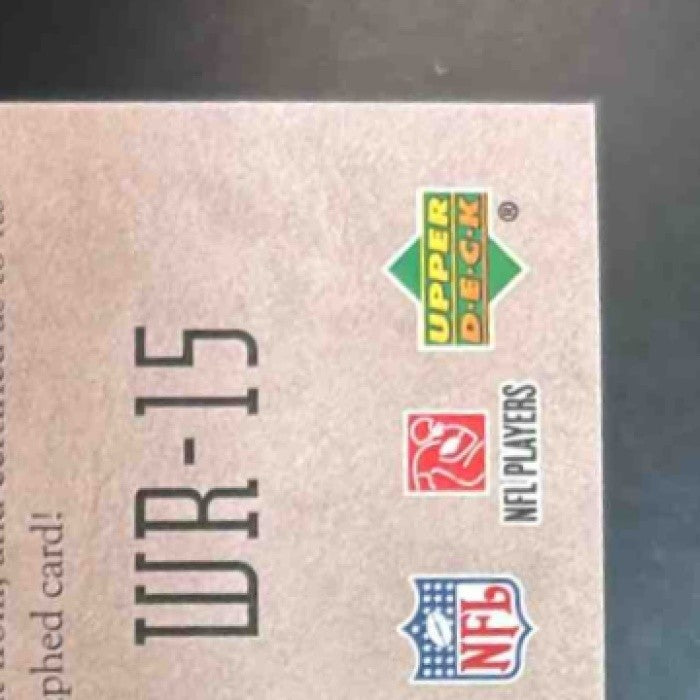 phed card!
WR-15
NFL
NFL PLAYERS
UPPER
D·E·C·K
®